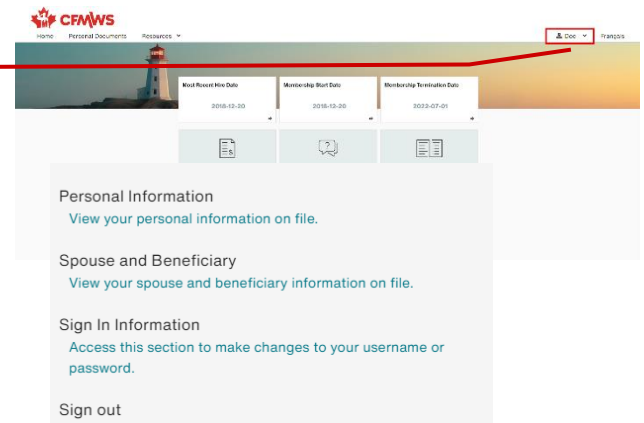 CFMWS
Home Personal Documents Resources
Doc Français
Most Recent Hire Date Membership Start Date Membership Termination Date
2018-12-20 2018-12-20 2022-07-01
Personal Information
View your personal information on file.
Spouse and Beneficiary
View your spouse and beneficiary information on file.
Sign In Information
Access this section to make changes to your username or
password.
Sign out